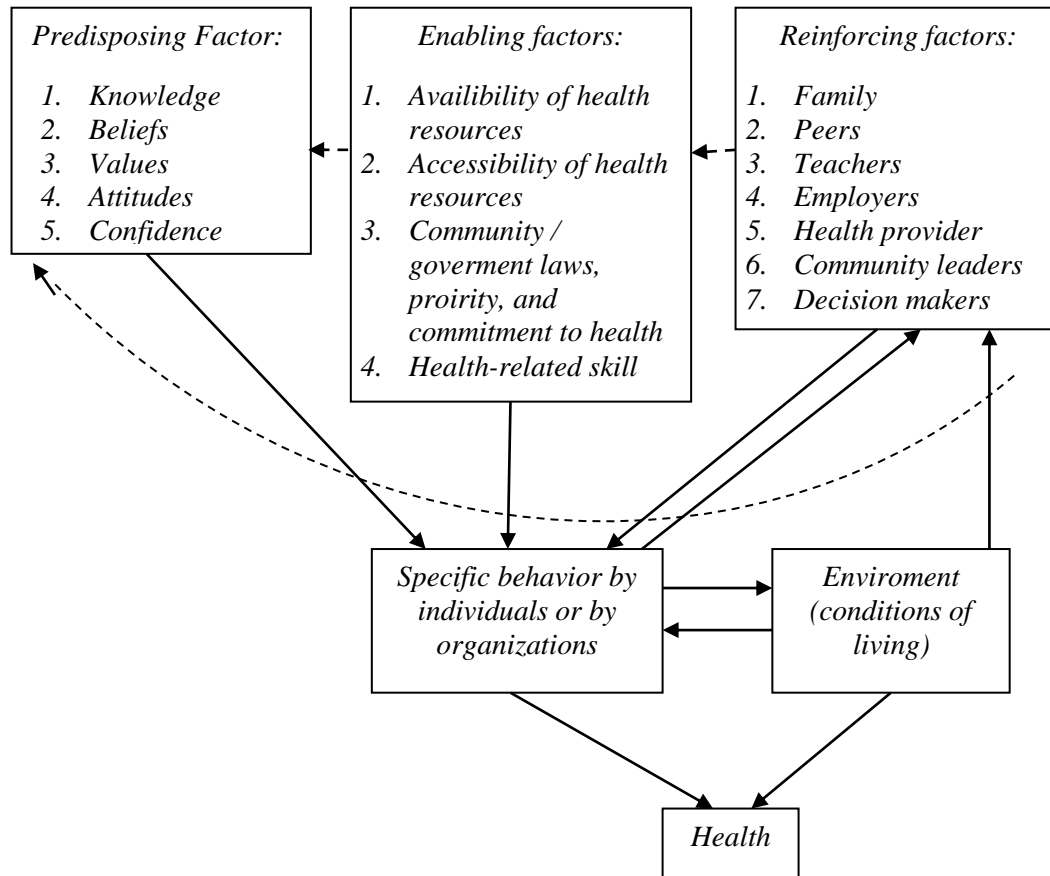 Predisposing Factor:
1. Knowledge
2. Beliefs
3. Values
4. Attitudes
5. Confidence
Enabling factors:
1. Availibility of health
resources
2. Accessibility of health
resources
3. Community /
goverment laws,
proirity, and
commitment to health
4. Health-related skill
Reinforcing factors:
1. Family
2. Peers
3. Teachers
4. Employers
5. Health provider
6. Community leaders
7. Decision makers
Specific behavior by
individuals or by
organizations
Enviroment
(conditions of
living)
Health